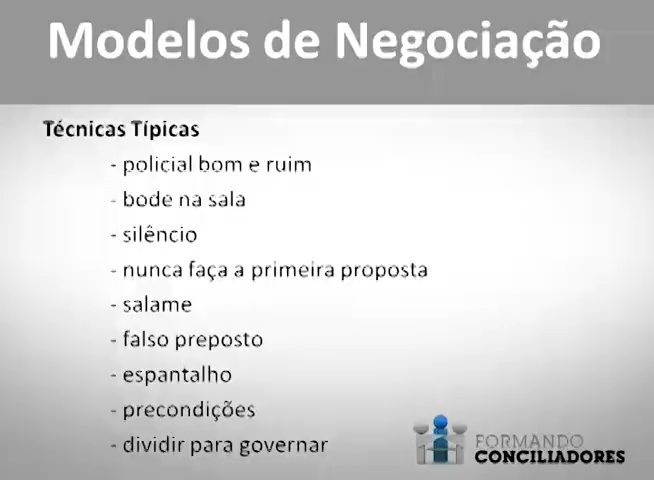 Modelos de Negociação
Técnicas Típicas
- policial bom e ruim
- bode na sala
- silêncio
- nunca faça a primeira proposta
- salame
- falso preposto
- espantalho
- precondições
- dividir para governar
FORMANDO
CONCILIADORES